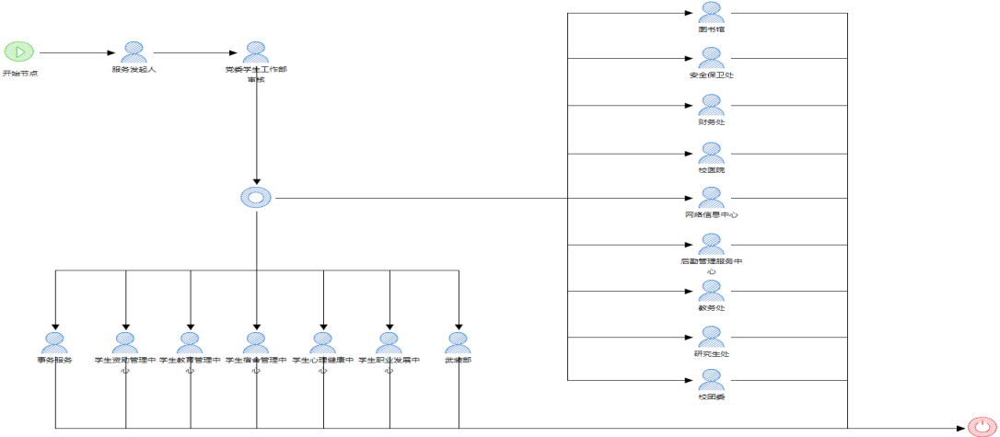 开始节点
服务发起人
党委学生工作部
审核
图书馆
安全保卫处
财务处
校医院
网络信息中心
后勤管理服务中
心
教务处
研究生处
校团委
事务服务
学生资助管理中
心
学生教育管理中
心
学生宿舍管理中
心
学生心理健康中
心
学生职业发展中
心
武装部